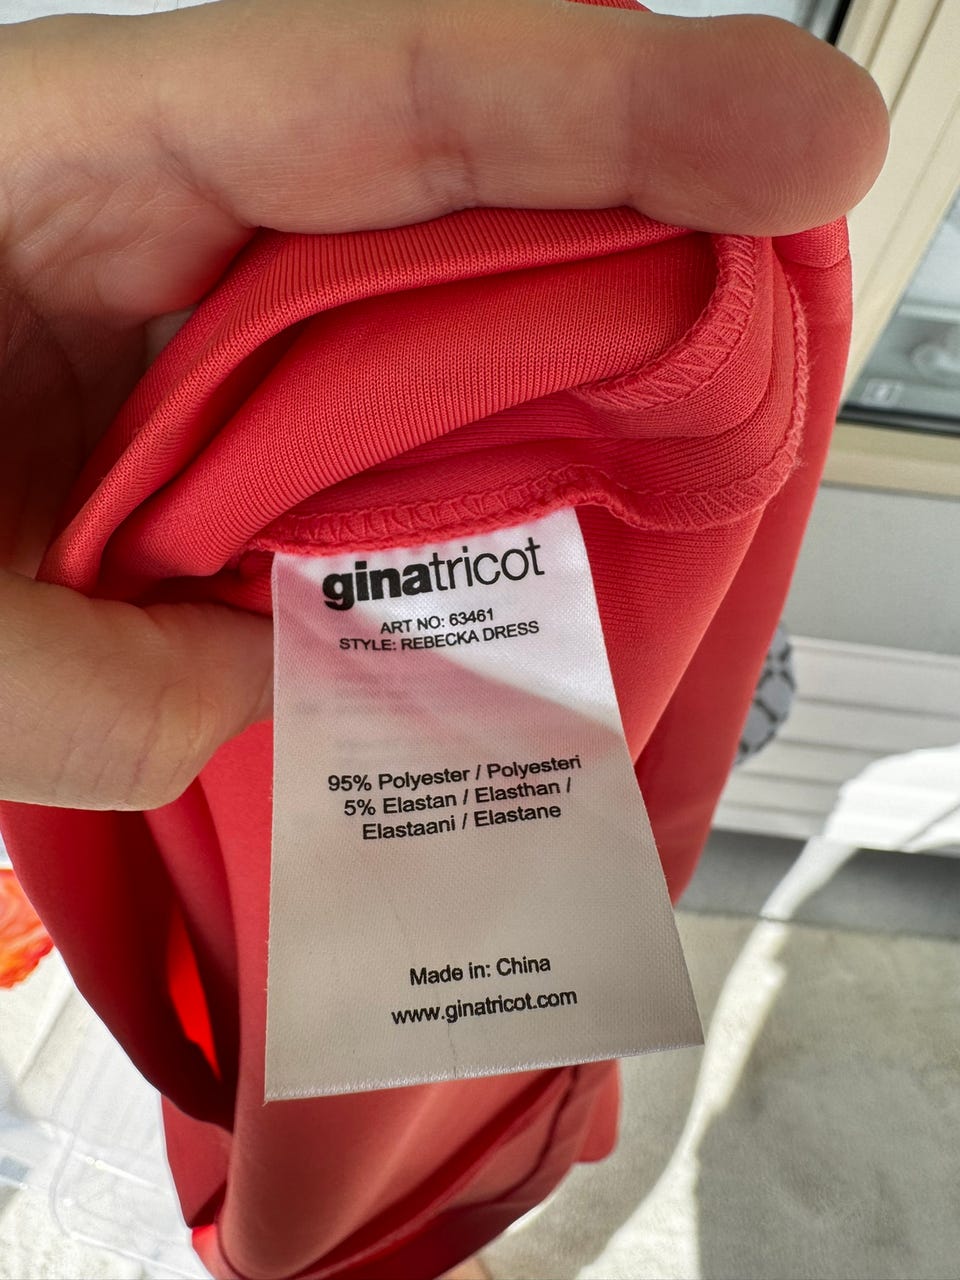 ginatricot
ART NO: 63461
STYLE: REBECKA DRESS
95% Polyester / Polyesteri
5% Elastan / Elasthan /
Elastaani / Elastane
Made in: China
www.ginatricot.com